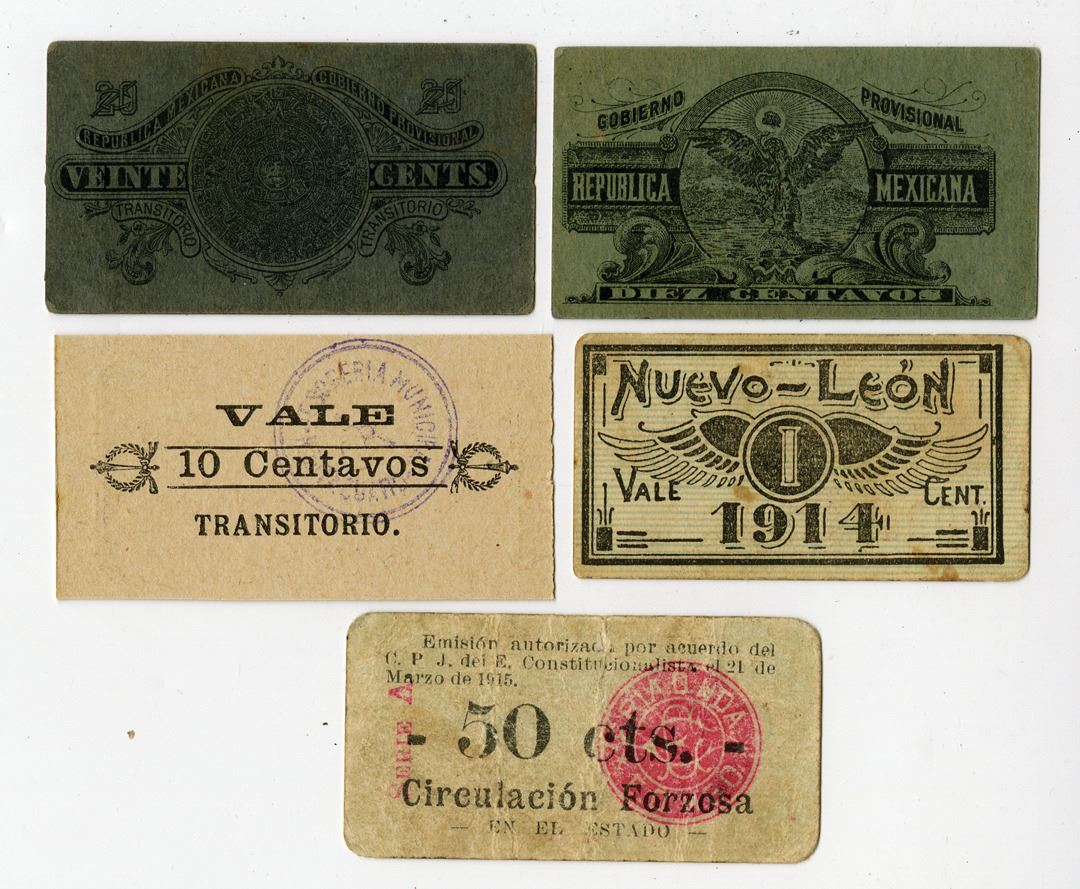 20 20
REPUBLICA MEXICANA GOBIERNO PROVISIONAL
VEINTE CENTS.
TRANSITORIO TRANSITORIO
GOBIERNO PROVISIONAL
REPUBLICA MEXICANA
DIEZ CENTAVOS
VALE
10 Centavos
TRANSITORIO.
MUNICI
NUEVO-LEÓN
I
VALE CENT.
1914
Emisión autorizada por acuerdo del
C. P. J. del E. Constitucionalista el 21 de
Marzo de 1915.
SERIE A
- 50 cts. -
Circulación Forzosa
— EN EL ESTADO —